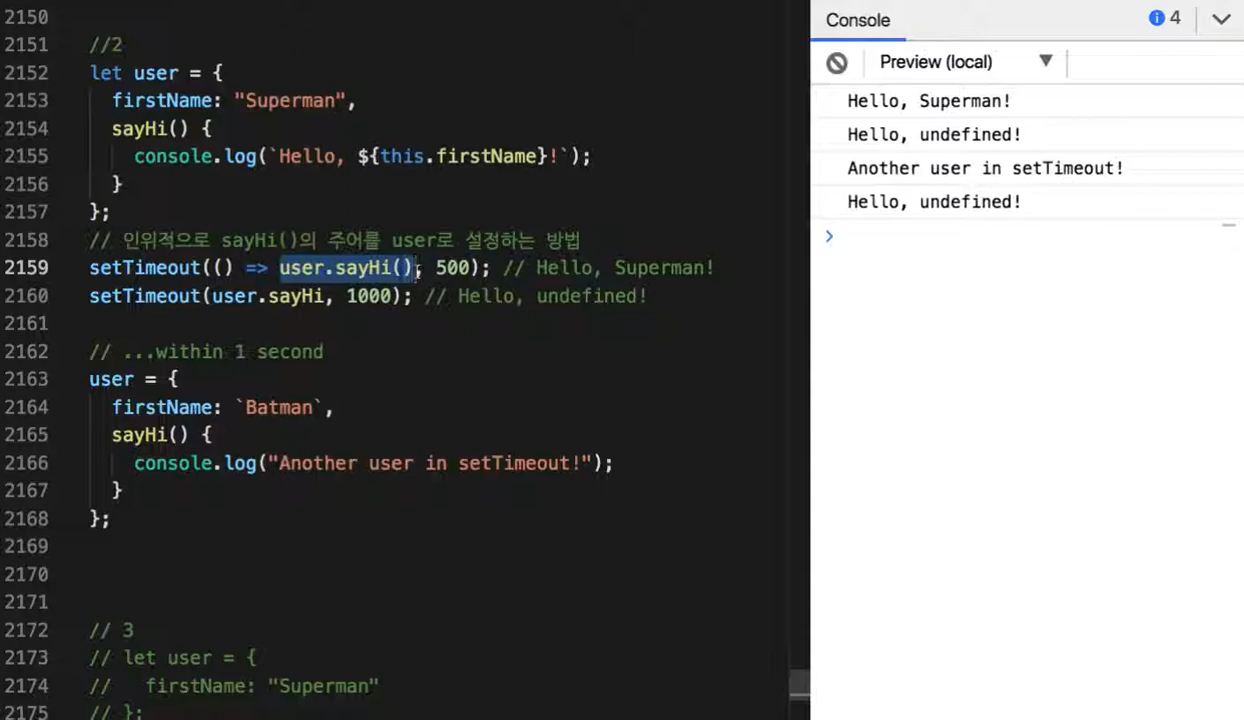 2150
2151 //2
2152 let user = {
2153 firstName: "Superman",
2154 sayHi() {
2155 console.log(`Hello, ${this.firstName}!`);
2156 }
2157 };
2158 // 인위적으로 sayHi()의 주어를 user로 설정하는 방법
2159 setTimeout(() => user.sayHi(), 500); // Hello, Superman!
2160 setTimeout(user.sayHi, 1000); // Hello, undefined!
2161
2162 // ...within 1 second
2163 user = {
2164 firstName: `Batman`,
2165 sayHi() {
2166 console.log("Another user in setTimeout!");
2167 }
2168 };
2169
2170
2171
2172 // 3
2173 // let user = {
2174 // firstName: "Superman"
2175 // };
Console 4
Preview (local)
Hello, Superman!
Hello, undefined!
Another user in setTimeout!
Hello, undefined!